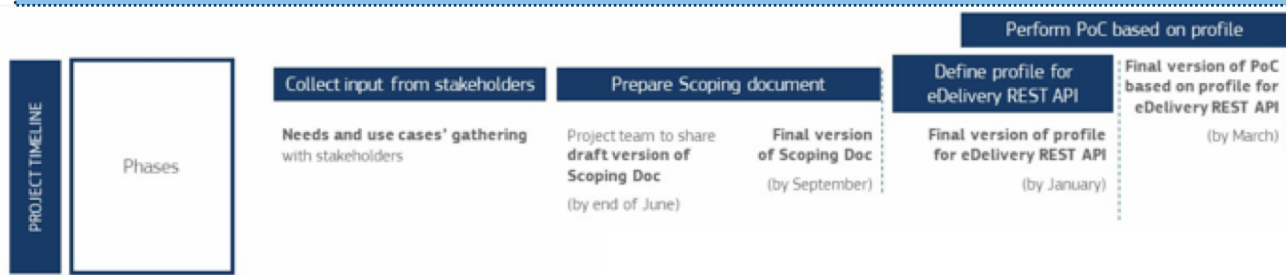 Perform PoC based on profile
PROJECT TIMELINE
Phases
Collect input from stakeholders
Needs and use cases' gathering
with stakeholders
Prepare Scoping document
Project team to share
draft version of
Scoping Doc
(by end of June)
Final version
of Scoping Doc
(by September)
Define profile for
eDelivery REST API
Final version of profile
for eDelivery REST API
(by January)
Final version of PoC
based on profile for
eDelivery REST API
(by March)